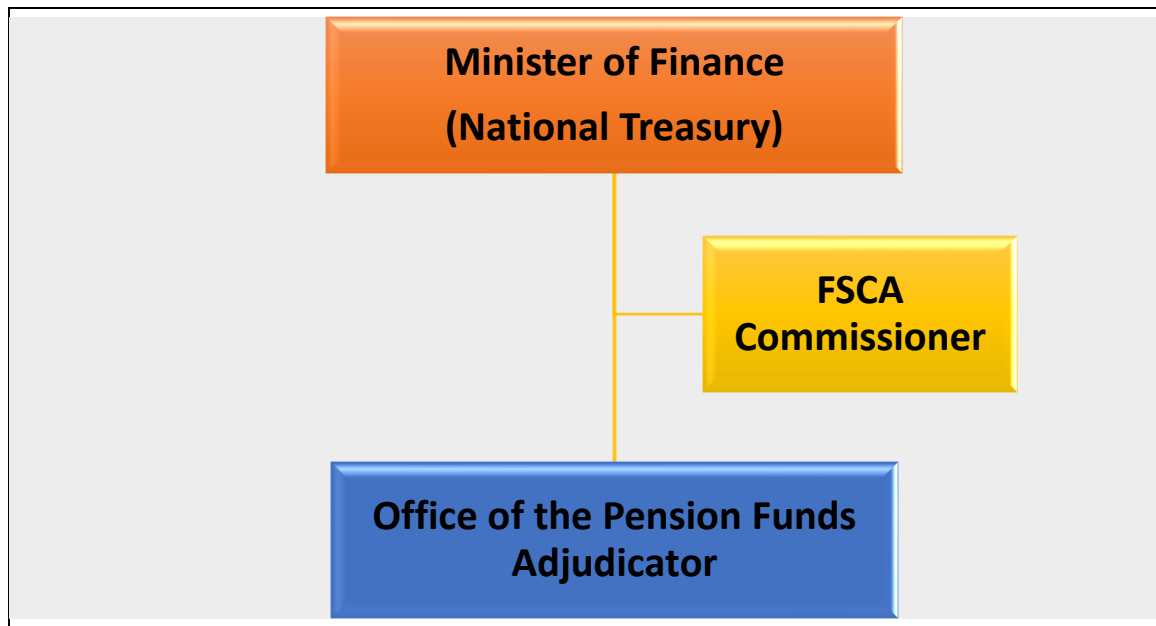 Minister of Finance
(National Treasury)
FSCA
Commissioner
Office of the Pension Funds
Adjudicator